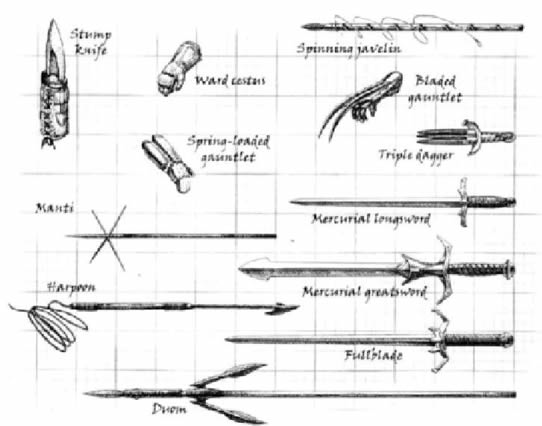 Stump
knife
Ward cestus
Spinning javelin
Bladed
gauntlet
Spring-loaded
gauntlet
Triple dagger
Manti
Mercurial longsword
Harpoon
Mercurial greatsword
Fullblade
Duom